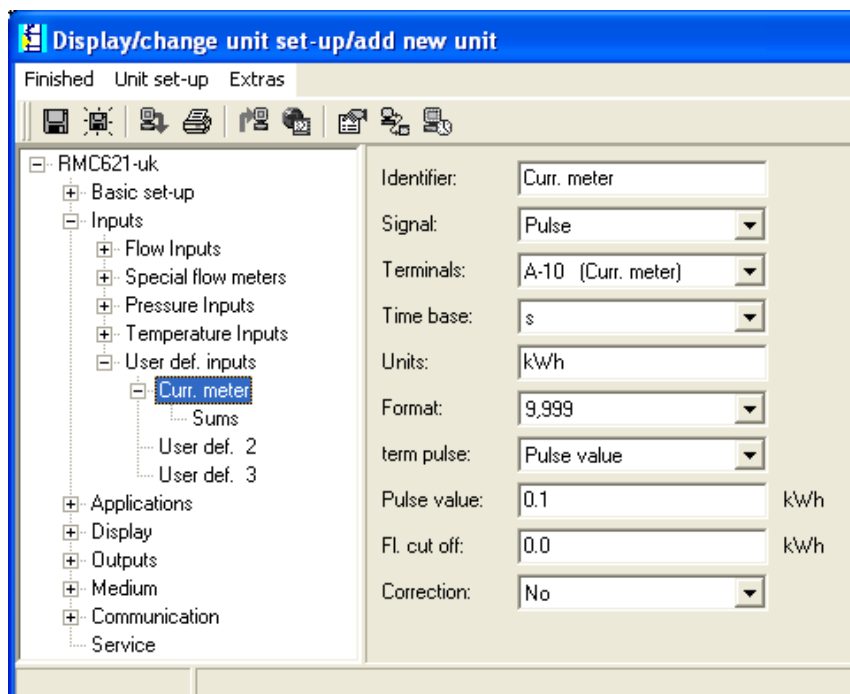 Display/change unit set-up/add new unit
Finished Unit set-up Extras
RMC621-uk
Basic set-up
Inputs
Flow Inputs
Special flow meters
Pressure Inputs
Temperature Inputs
User def. inputs
Curr. meter
Sums
User def. 2
User def. 3
Applications
Display
Outputs
Medium
Communication
Service
Identifier: Curr. meter
Signal: Pulse
Terminals: A-10 (Curr. meter)
Time base: s
Units: kWh
Format: 9,999
term pulse: Pulse value
Pulse value: 0.1 kWh
Fl. cut off: 0.0 kWh
Correction: No